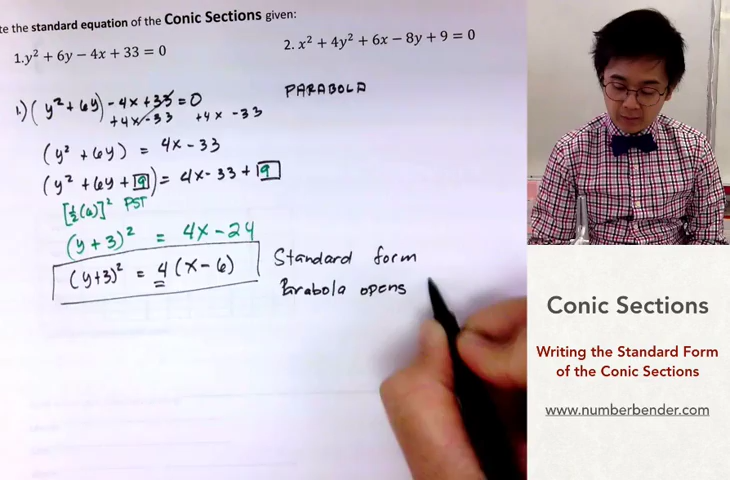 te the standard equation of the Conic Sections given:
1.y² + 6y − 4x + 33 = 0
2. x² + 4y² + 6x − 8y + 9 = 0
1.) (y² + 6y) - 4x + 33 = 0
+4x - 33 +4x - 33
PARABOLA
(y² + 6y) = 4x - 33
(y² + 6y + 9) = 4x - 33 + 9
[½(6)]² PST
(y + 3)² = 4x - 24
(y+3)² = 4 (x - 6)
Standard form
Parabola opens
Conic Sections
Writing the Standard Form
of the Conic Sections
www.numberbender.com